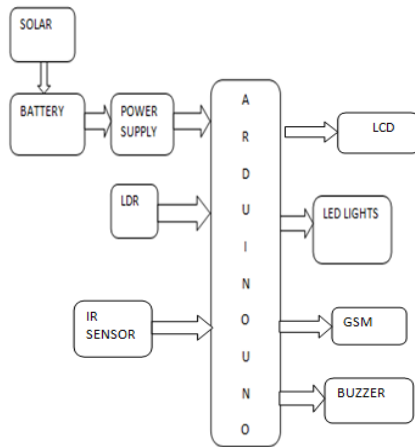 SOLAR
BATTERY
POWER
SUPPLY
LDR
IR
SENSOR
A
R
D
U
I
N
O
U
N
O
LCD
LED LIGHTS
GSM
BUZZER